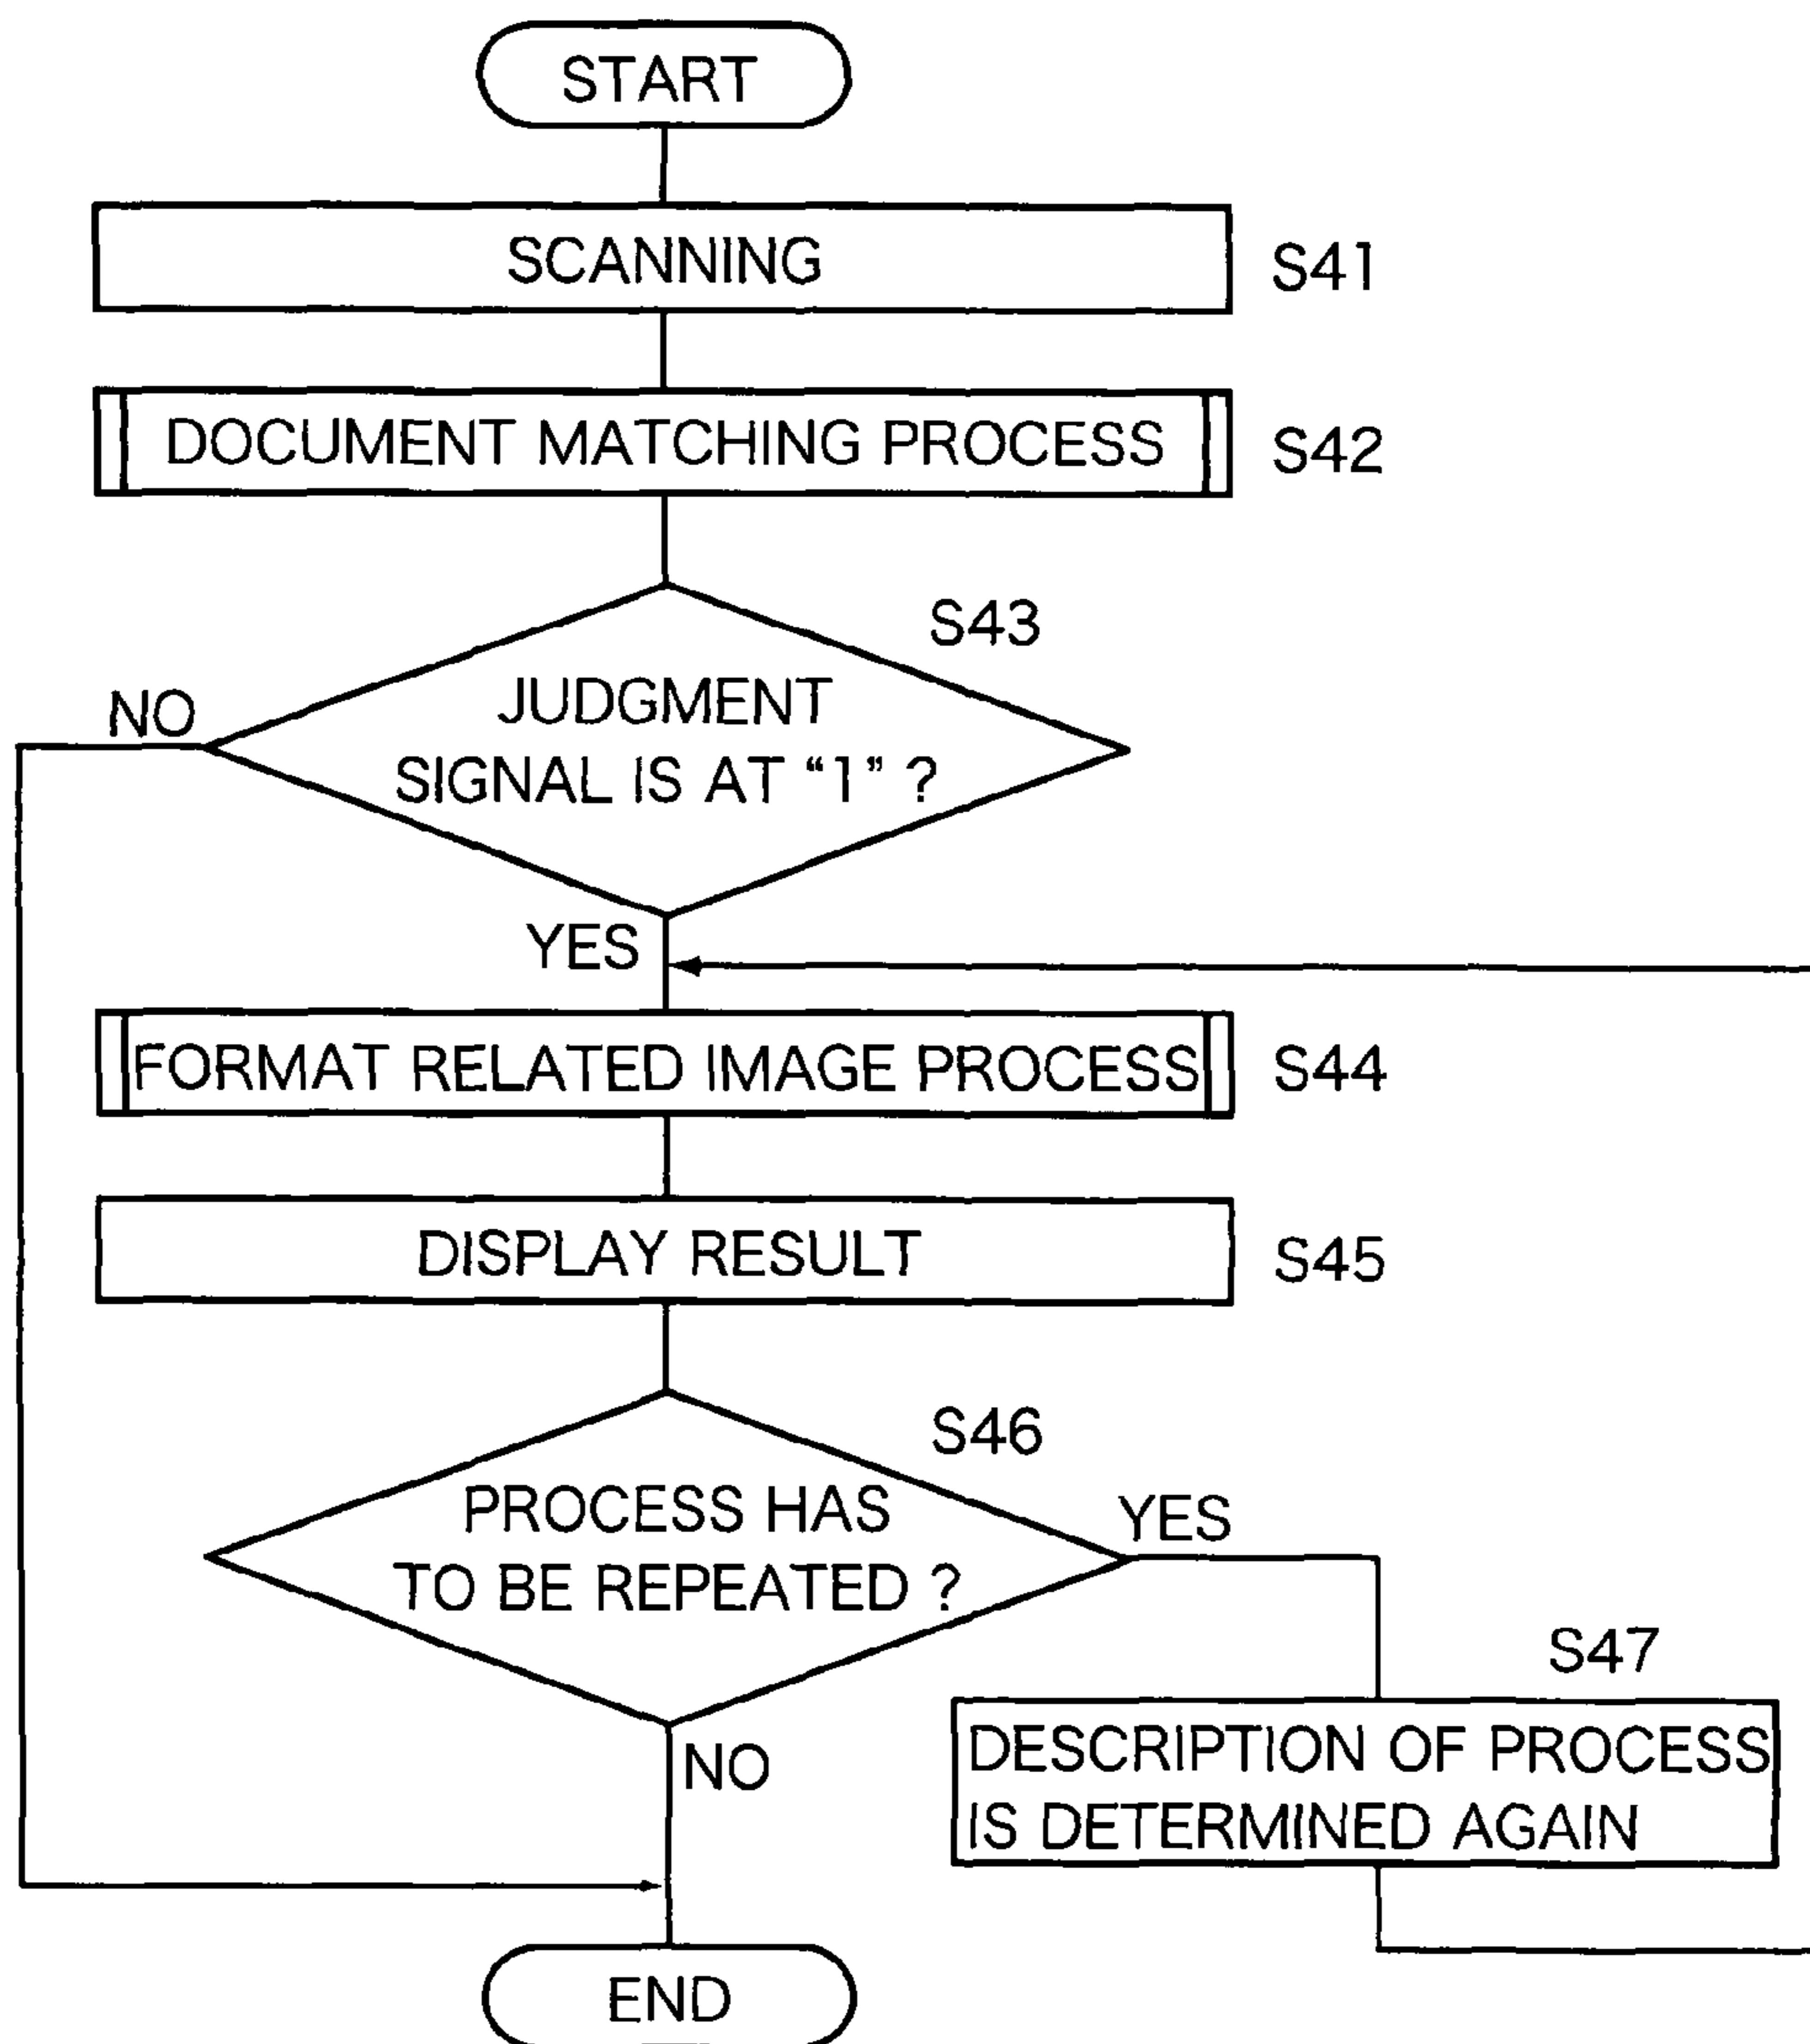 START
SCANNING
S41
DOCUMENT MATCHING PROCESS
S42
S43
JUDGMENT
SIGNAL IS AT “1” ?
NO
YES
FORMAT RELATED IMAGE PROCESS
S44
DISPLAY RESULT
S45
S46
PROCESS HAS
TO BE REPEATED ?
YES
NO
S47
DESCRIPTION OF PROCESS
IS DETERMINED AGAIN
END